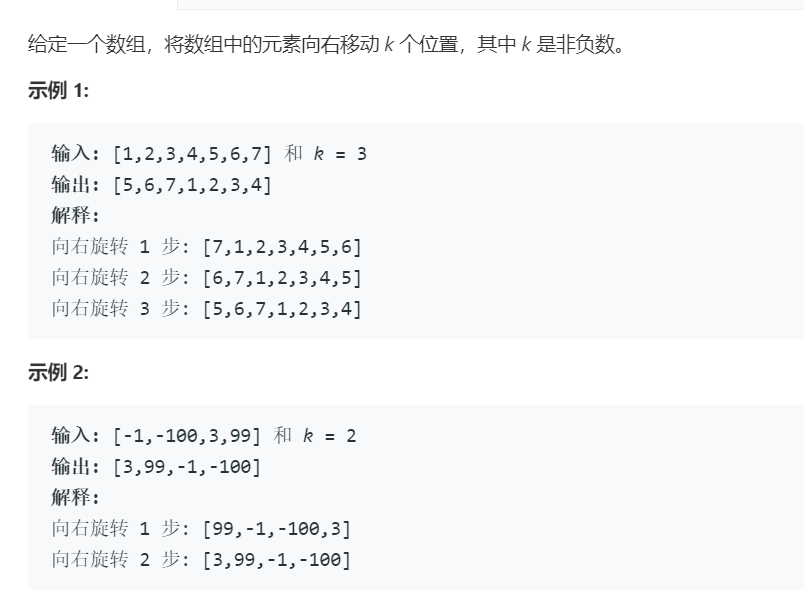 给定一个数组，将数组中的元素向右移动 k 个位置，其中 k 是非负数。
示例 1:
输入: [1,2,3,4,5,6,7] 和 k = 3
输出: [5,6,7,1,2,3,4]
解释:
向右旋转 1 步: [7,1,2,3,4,5,6]
向右旋转 2 步: [6,7,1,2,3,4,5]
向右旋转 3 步: [5,6,7,1,2,3,4]
示例 2:
输入: [-1,-100,3,99] 和 k = 2
输出: [3,99,-1,-100]
解释:
向右旋转 1 步: [99,-1,-100,3]
向右旋转 2 步: [3,99,-1,-100]